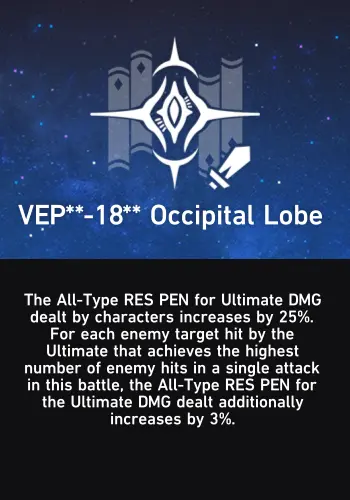 VEP**-18** Occipital Lobe
The All-Type RES PEN for Ultimate DMG
dealt by characters increases by 25%.
For each enemy target hit by the
Ultimate that achieves the highest
number of enemy hits in a single attack
in this battle, the All-Type RES PEN for
the Ultimate DMG dealt additionally
increases by 3%.